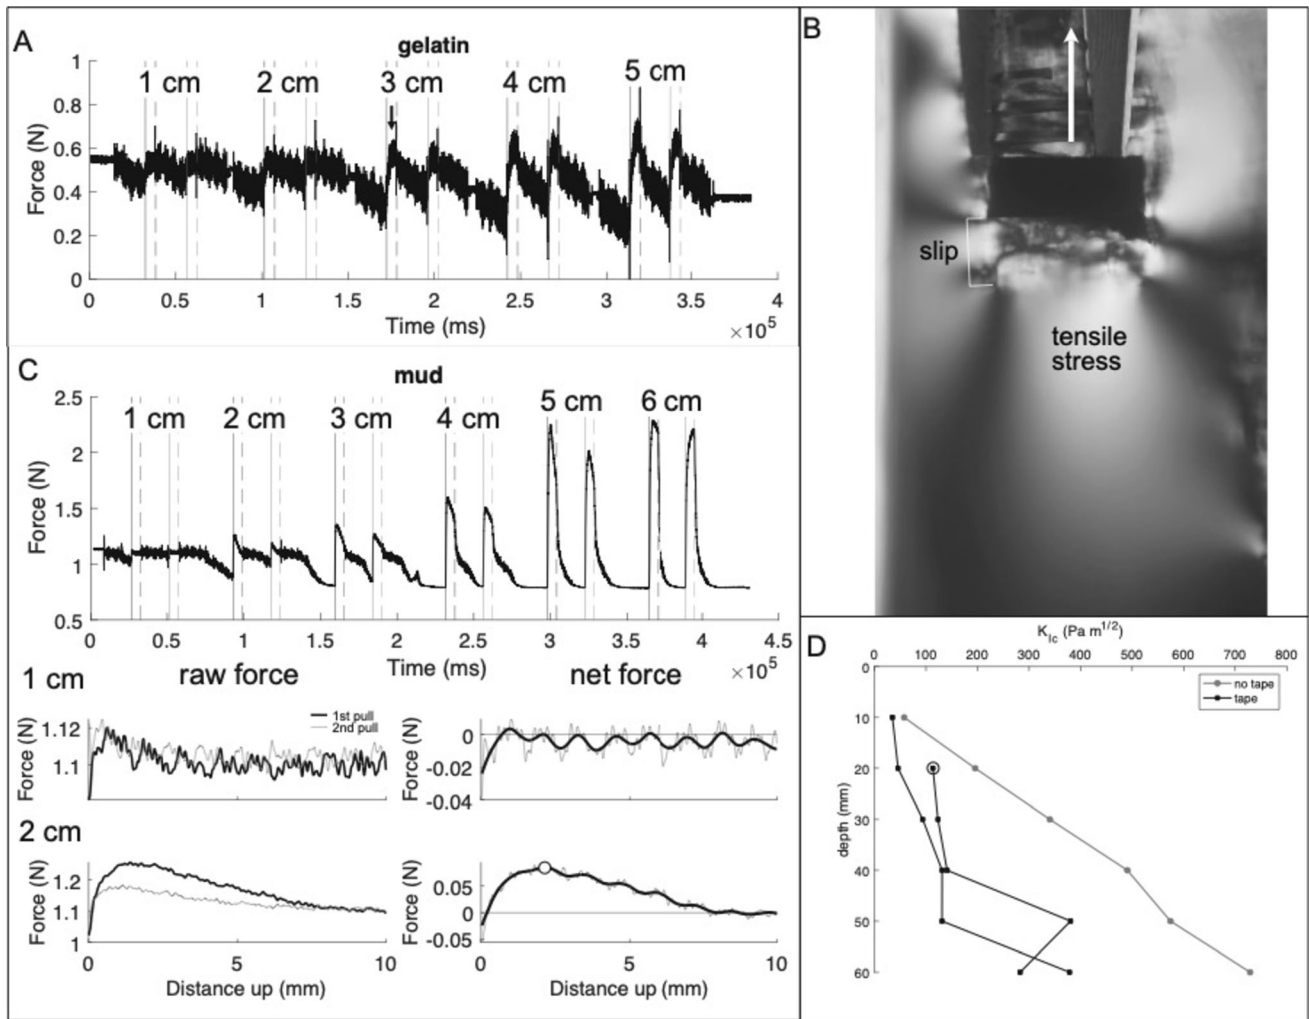 A
gelatin
1 cm
2 cm
3 cm
4 cm
5 cm
Force (N)
1
0.8
0.6
0.4
0.2
0
0 0.5 1 1.5 2 2.5 3 3.5 4
Time (ms)
×10⁵
B
slip
tensile
stress
C
mud
1 cm
2 cm
3 cm
4 cm
5 cm
6 cm
Force (N)
2.5
2
1.5
1
0.5
0 0.5 1 1.5 2 2.5 3 3.5 4 4.5
Time (ms)
×10⁵
raw force
net force
1 cm
1st pull
2nd pull
Force (N)
1.12
1.1
0 5 10
Force (N)
0
-0.02
-0.04
0 5 10
2 cm
Force (N)
1.2
1.1
1
0 5 10
Distance up (mm)
Force (N)
0.05
0
-0.05
0 5 10
Distance up (mm)
D
K_Ic (Pa m^1/2)
0 100 200 300 400 500 600 700 800
no tape
tape
depth (mm)
0
10
20
30
40
50
60